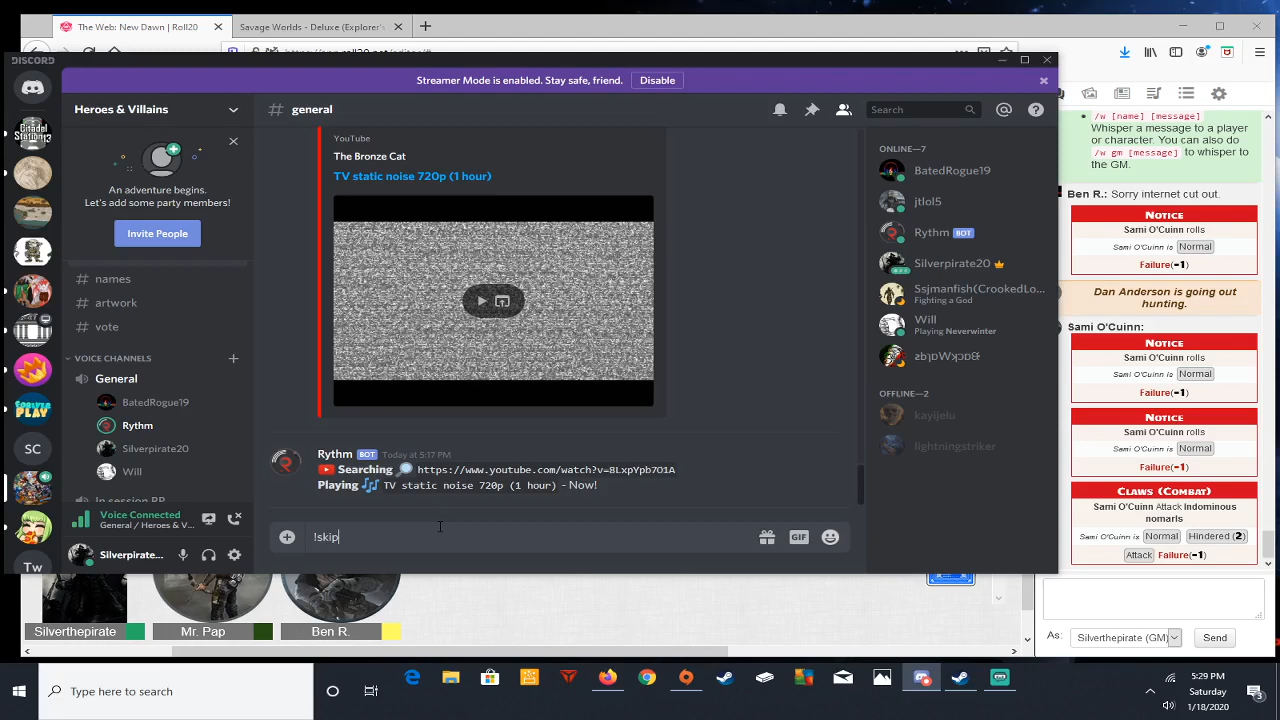 The Web: New Dawn | Roll20
Savage Worlds - Deluxe (Explorer's
DISCORD
Streamer Mode is enabled. Stay safe, friend.
Disable
Heroes & Villains
# general
Search
An adventure begins.
Let's add some party members!
Invite People
# names
# artwork
# vote
VOICE CHANNELS
General
BatedRogue19
Rythm
Silverpirate20
Will
In session RP
Voice Connected
General / Heroes & V...
Silverpirate...
SC
Tw
YouTube
The Bronze Cat
TV static noise 720p (1 hour)
Rythm BOT Today at 5:17 PM
Searching https://www.youtube.com/watch?v=8LxpYpb7O1A
Playing TV static noise 720p (1 hour) - Now!
!skip
GIF
ONLINE—7
BatedRogue19
jtlol5
Rythm BOT
Silverpirate20
Ssjmanfish(CrookedLo...
Fighting a God
Will
Playing Neverwinter
OFFLINE—2
kayijelu
lightningstriker
/w [name] [message]
Whisper a message to a player
or character. You can also do
/w gm [message] to whisper to
the GM.
Ben R.: Sorry internet cut out.
NOTICE
Sami O'Cuinn rolls
Sami O'Cuinn is Normal
Failure(-1)
Dan Anderson is going out
hunting.
Sami O'Cuinn:
NOTICE
Sami O'Cuinn rolls
Sami O'Cuinn is Normal
Failure(-1)
NOTICE
Sami O'Cuinn rolls
Sami O'Cuinn is Normal
Failure(-1)
CLAWS (COMBAT)
Sami O'Cuinn Attack Indominous
nomarls
Sami O'Cuinn is Normal Hindered (2)
Attack Failure(-1)
As: Silverthepirate (GM)
Send
Silverthepirate
Mr. Pap
Ben R.
Type here to search
5:29 PM
Saturday
1/18/2020